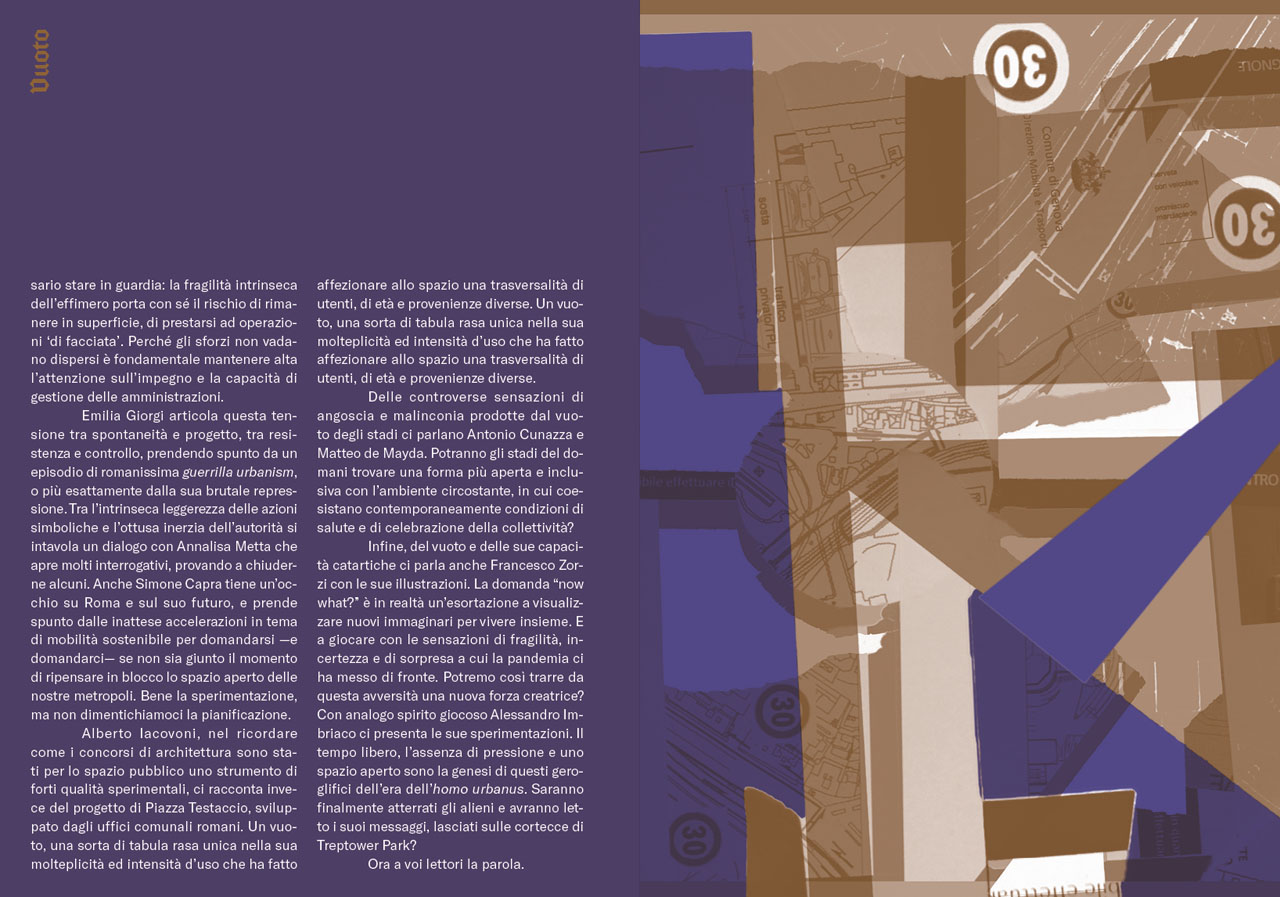 Vuoto
sario stare in guardia: la fragilità intrinseca
dell'effimero porta con sé il rischio di rima-
nere in superficie, di prestarsi ad operazio-
ni ‘di facciata’. Perché gli sforzi non vada-
no dispersi è fondamentale mantenere alta
l'attenzione sull'impegno e la capacità di
gestione delle amministrazioni.
Emilia Giorgi articola questa ten-
sione tra spontaneità e progetto, tra resi-
stenza e controllo, prendendo spunto da un
episodio di romanissima guerrilla urbanism,
o più esattamente dalla sua brutale repres-
sione. Tra l'intrinseca leggerezza delle azioni
simboliche e l'ottusa inerzia dell'autorità si
intavola un dialogo con Annalisa Metta che
apre molti interrogativi, provando a chiuder-
ne alcuni. Anche Simone Capra tiene un'oc-
chio su Roma e sul suo futuro, e prende
spunto dalle inattese accelerazioni in tema
di mobilità sostenibile per domandarsi —e
domandarci— se non sia giunto il momento
di ripensare in blocco lo spazio aperto delle
nostre metropoli. Bene la sperimentazione,
ma non dimentichiamoci la pianificazione.
Alberto Iacovoni, nel ricordare
come i concorsi di architettura sono sta-
ti per lo spazio pubblico uno strumento di
forti qualità sperimentali, ci racconta inve-
ce del progetto di Piazza Testaccio, svilup-
pato dagli uffici comunali romani. Un vuo-
to, una sorta di tabula rasa unica nella sua
molteplicità ed intensità d'uso che ha fatto
affezionare allo spazio una trasversalità di
utenti, di età e provenienze diverse. Un vuo-
to, una sorta di tabula rasa unica nella sua
molteplicità ed intensità d'uso che ha fatto
affezionare allo spazio una trasversalità di
utenti, di età e provenienze diverse.
Delle controverse sensazioni di
angoscia e malinconia prodotte dal vuo-
to degli stadi ci parlano Antonio Cunazza e
Matteo de Mayda. Potranno gli stadi del do-
mani trovare una forma più aperta e inclu-
siva con l'ambiente circostante, in cui coe-
sistano contemporaneamente condizioni di
salute e di celebrazione della collettività?
Infine, del vuoto e delle sue capaci-
tà catartiche ci parla anche Francesco Zor-
zi con le sue illustrazioni. La domanda “now
what?” è in realtà un'esortazione a visualiz-
zare nuovi immaginari per vivere insieme. E
a giocare con le sensazioni di fragilità, in-
certezza e di sorpresa a cui la pandemia ci
ha messo di fronte. Potremo così trarre da
questa avversità una nuova forza creatrice?
Con analogo spirito giocoso Alessandro Im-
briaco ci presenta le sue sperimentazioni. Il
tempo libero, l'assenza di pressione e uno
spazio aperto sono la genesi di questi gero-
glifici dell'era dell'homo urbanus. Saranno
finalmente atterrati gli alieni e avranno let-
to i suoi messaggi, lasciati sulle cortecce di
Treptower Park?
Ora a voi lettori la parola.
30
Comune di Genova
Direzione Mobilità e Trasporti
con veicolare
promiscuo
30
sosta
traffico
privato/TPL
30
bile effettuare
30
30
TE